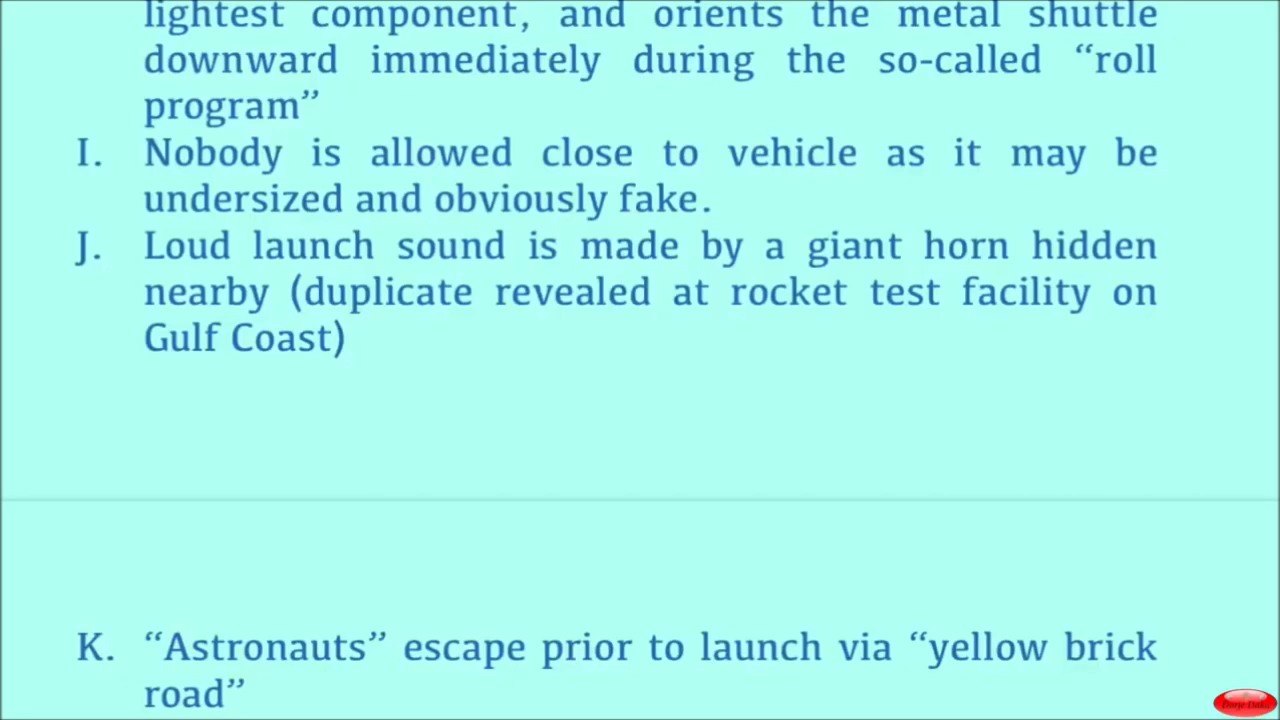 lightest component, and orients the metal shuttle
downward immediately during the so-called “roll
program”
I. Nobody is allowed close to vehicle as it may be
undersized and obviously fake.
J. Loud launch sound is made by a giant horn hidden
nearby (duplicate revealed at rocket test facility on
Gulf Coast)
K. “Astronauts” escape prior to launch via “yellow brick
road”